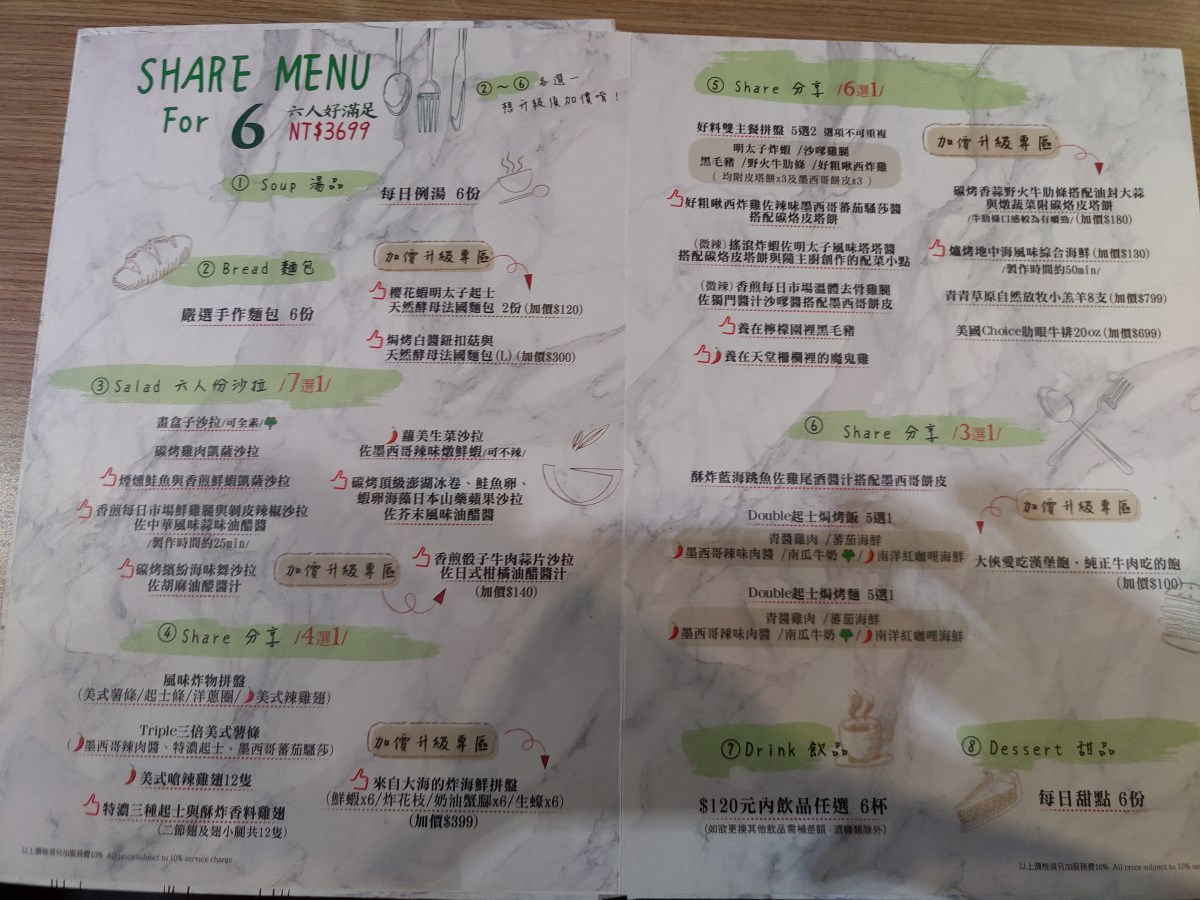 SHARE MENU
For 6 六人好滿足
NT$3699
②～⑥ 各選一
想升級須加價唷！
① Soup 湯品
每日例湯 6份
② Bread 麵包
嚴選手作麵包 6份
加價升級專區
櫻花蝦明太子起士
天然酵母法國麵包 2份(加價$120)
焗烤白醬鈕扣菇與
天然酵母法國麵包(L)(加價$300)
③ Salad 六人份沙拉 /7選1/
畫盒子沙拉/可全素/
碳烤雞肉凱薩沙拉
煙燻鮭魚與香煎鮮蝦凱薩沙拉
香煎每日市場鮮雞腿與剝皮辣椒沙拉
佐中華風味蒜味油醋醬
/製作時間約25min/
碳烤繽紛海味舞沙拉
佐胡麻油醋醬汁
蘿美生菜沙拉
佐墨西哥辣味燉鮮蝦/可不辣/
碳烤頂級澎湖冰卷、鮭魚卵、
蝦卵海藻日本山藥蘋果沙拉
佐芥末風味油醋醬
加價升級專區
香煎骰子牛肉蒜片沙拉
佐日式柑橘油醋醬汁
(加價$140)
④ Share 分享 /4選1/
風味炸物拼盤
(美式薯條/起士條/洋蔥圈/美式辣雞翅)
Triple三倍美式薯條
(墨西哥辣肉醬、特濃起士、墨西哥蕃茄騷莎)
美式嗆辣雞翅12隻
特濃三種起士與酥炸香料雞翅
(二節翅及翅小腿共12隻)
加價升級專區
來自大海的炸海鮮拼盤
(鮮蝦x6/炸花枝/奶油蟹腳x6/生蠔x6)
(加價$399)
以上價格須另加服務費10% All price subject to 10% service charge
⑤ Share 分享 /6選1/
好料雙主餐拼盤 5選2 選項不可重複
明太子炸蝦 /沙嗲雞腿
黑毛豬 /野火牛肋條 /好粗啾西炸雞
( 均附皮塔餅x3及墨西哥餅皮x3 )
好粗啾西炸雞佐辣味墨西哥蕃茄騷莎醬
搭配碳烙皮塔餅
(微辣)搖滾炸蝦佐明太子風味塔塔醬
搭配碳烙皮塔餅與隨主廚創作的配菜小點
(微辣)香煎每日市場溫體去骨雞腿
佐獨門醬汁沙嗲醬搭配墨西哥餅皮
養在檸檬園裡黑毛豬
養在天堂柵欄裡的魔鬼雞
加價升級專區
碳烤香蒜野火牛肋條搭配油封大蒜
與燉蔬菜附碳烙皮塔餅
/牛肋條口感較為有嚼勁/(加價$180)
爐烤地中海風味綜合海鮮(加價$130)
/製作時間約50min/
青青草原自然放牧小羔羊8支(加價$799)
美國Choice肋眼牛排20oz(加價$699)
⑥ Share 分享 /3選1/
酥炸藍海跳魚佐雞尾酒醬汁搭配墨西哥餅皮
Double起士焗烤飯 5選1
青醬雞肉 /蕃茄海鮮
墨西哥辣味肉醬 /南瓜牛奶 /南洋紅咖哩海鮮
Double起士焗烤麵 5選1
青醬雞肉 /蕃茄海鮮
墨西哥辣味肉醬 /南瓜牛奶 /南洋紅咖哩海鮮
加價升級專區
大俠愛吃漢堡飽，純正牛肉吃的飽
(加價$100)
⑦ Drink 飲品
$120元內飲品任選 6杯
(如欲更換其他飲品需補差額，酒精類除外)
⑧ Dessert 甜品
每日甜點 6份
以上價格須另加服務費10% All price subject to 10% se